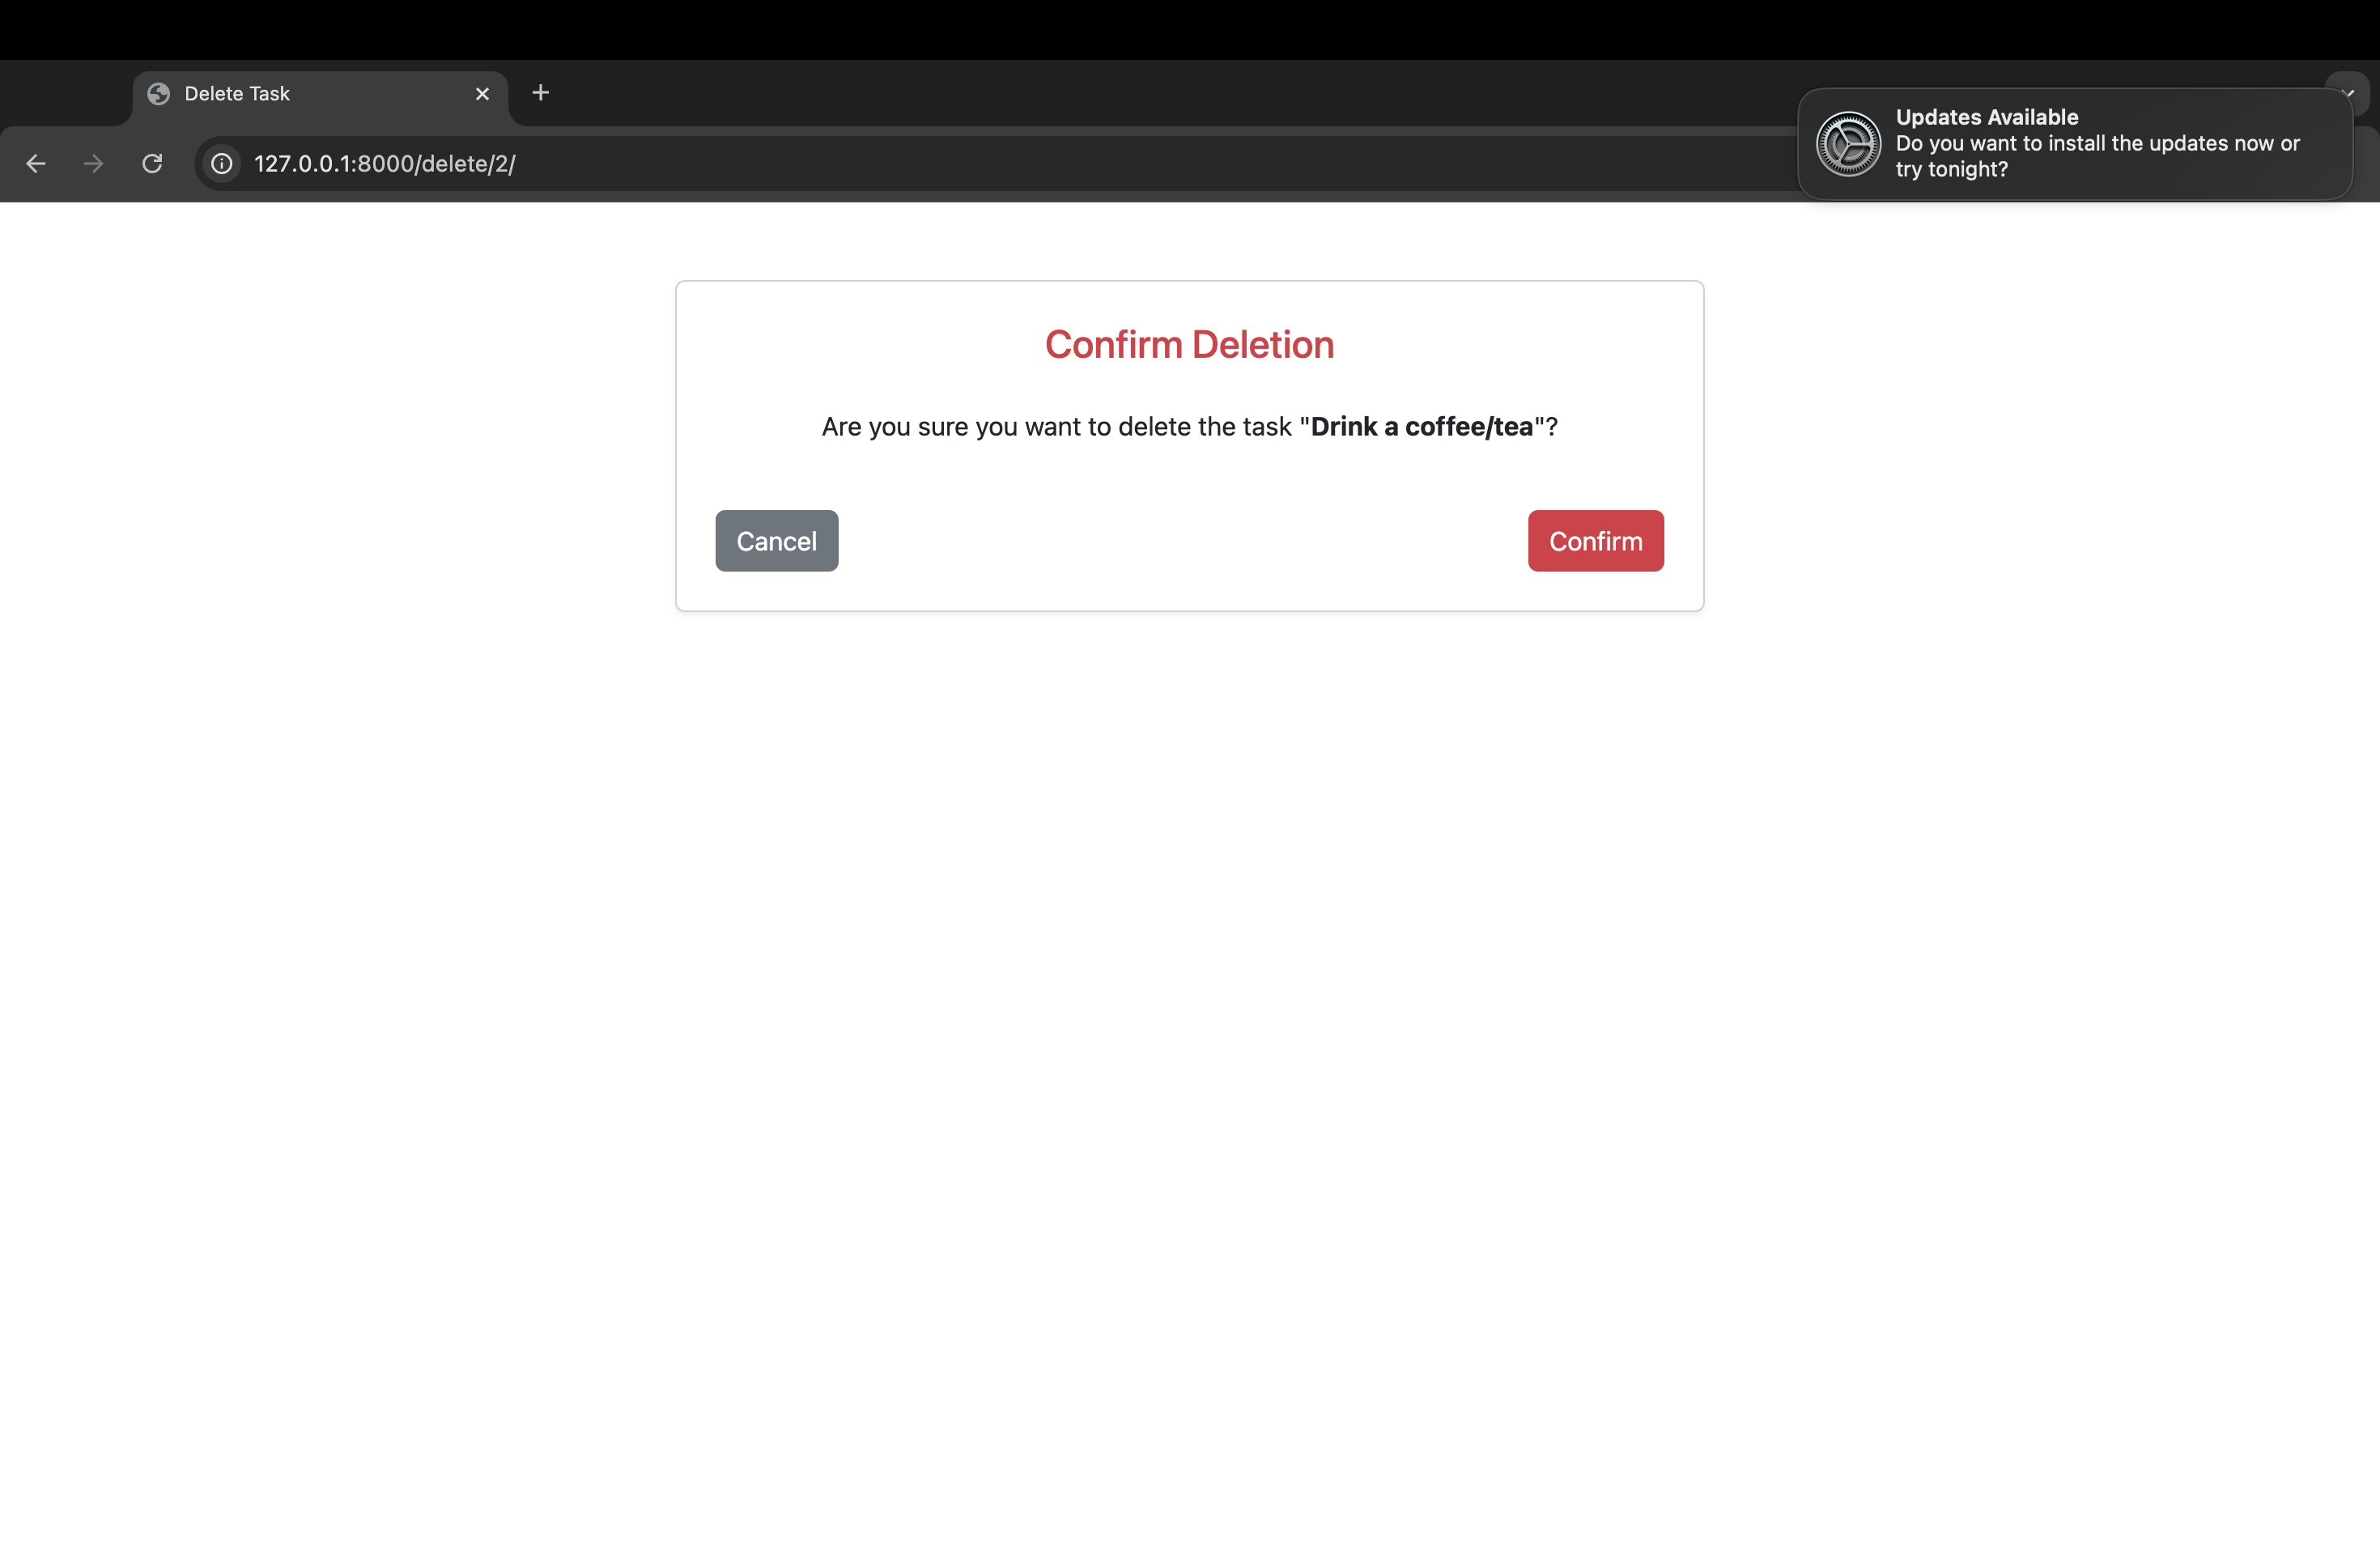 Delete Task
Updates Available
Do you want to install the updates now or
try tonight?
127.0.0.1:8000/delete/2/
Confirm Deletion
Are you sure you want to delete the task "Drink a coffee/tea"?
Cancel
Confirm